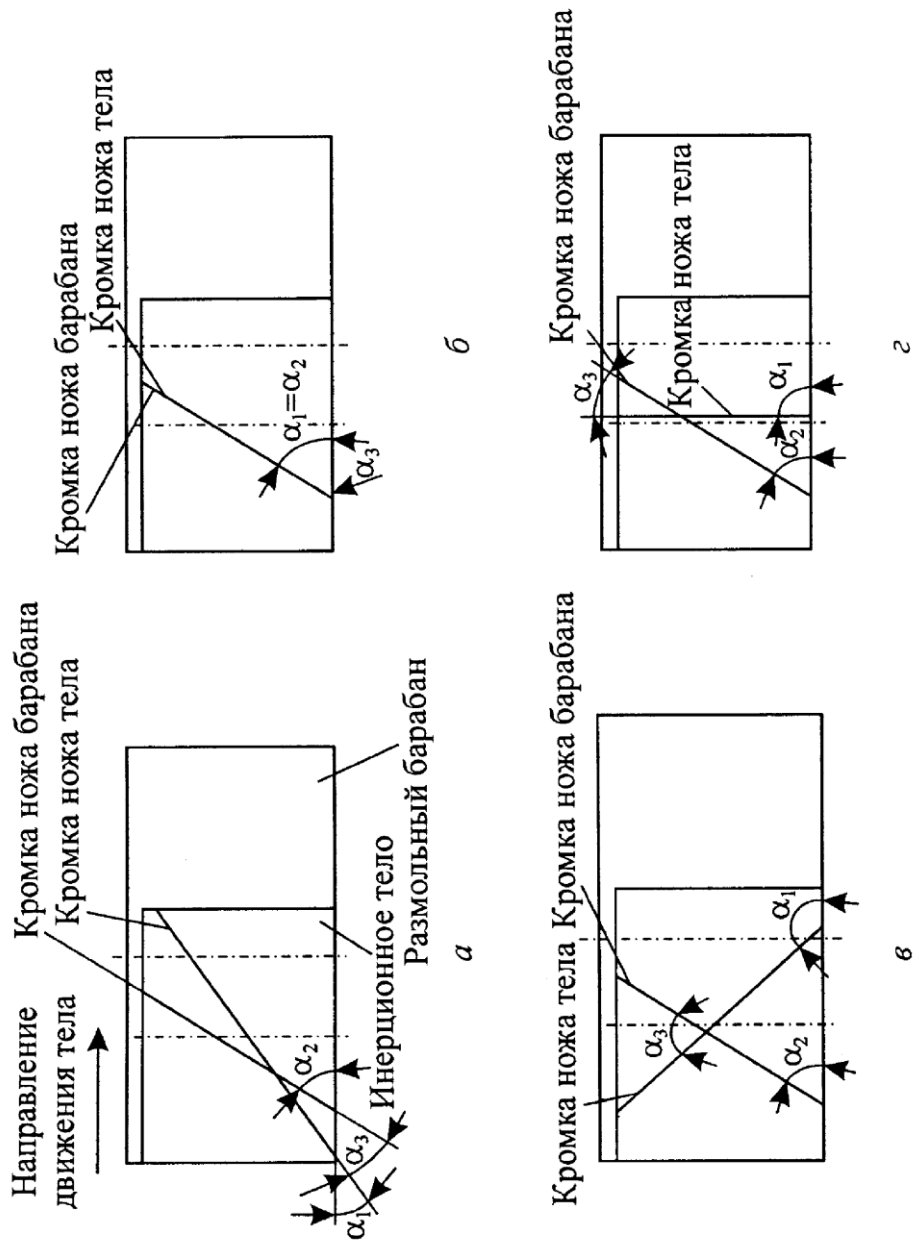 Направление
движения тела
Кромка ножа барабана
Кромка ножа тела
α₂
α₃
α₁
Инерционное тело
Размольный барабан
а
Кромка ножа барабана
Кромка ножа тела
α₁=α₂
α₃
б
Кромка ножа тела
Кромка ножа барабана
α₃
α₁
α₂
в
Кромка ножа барабана
α₃
Кромка ножа тела
α₁
α₂
г